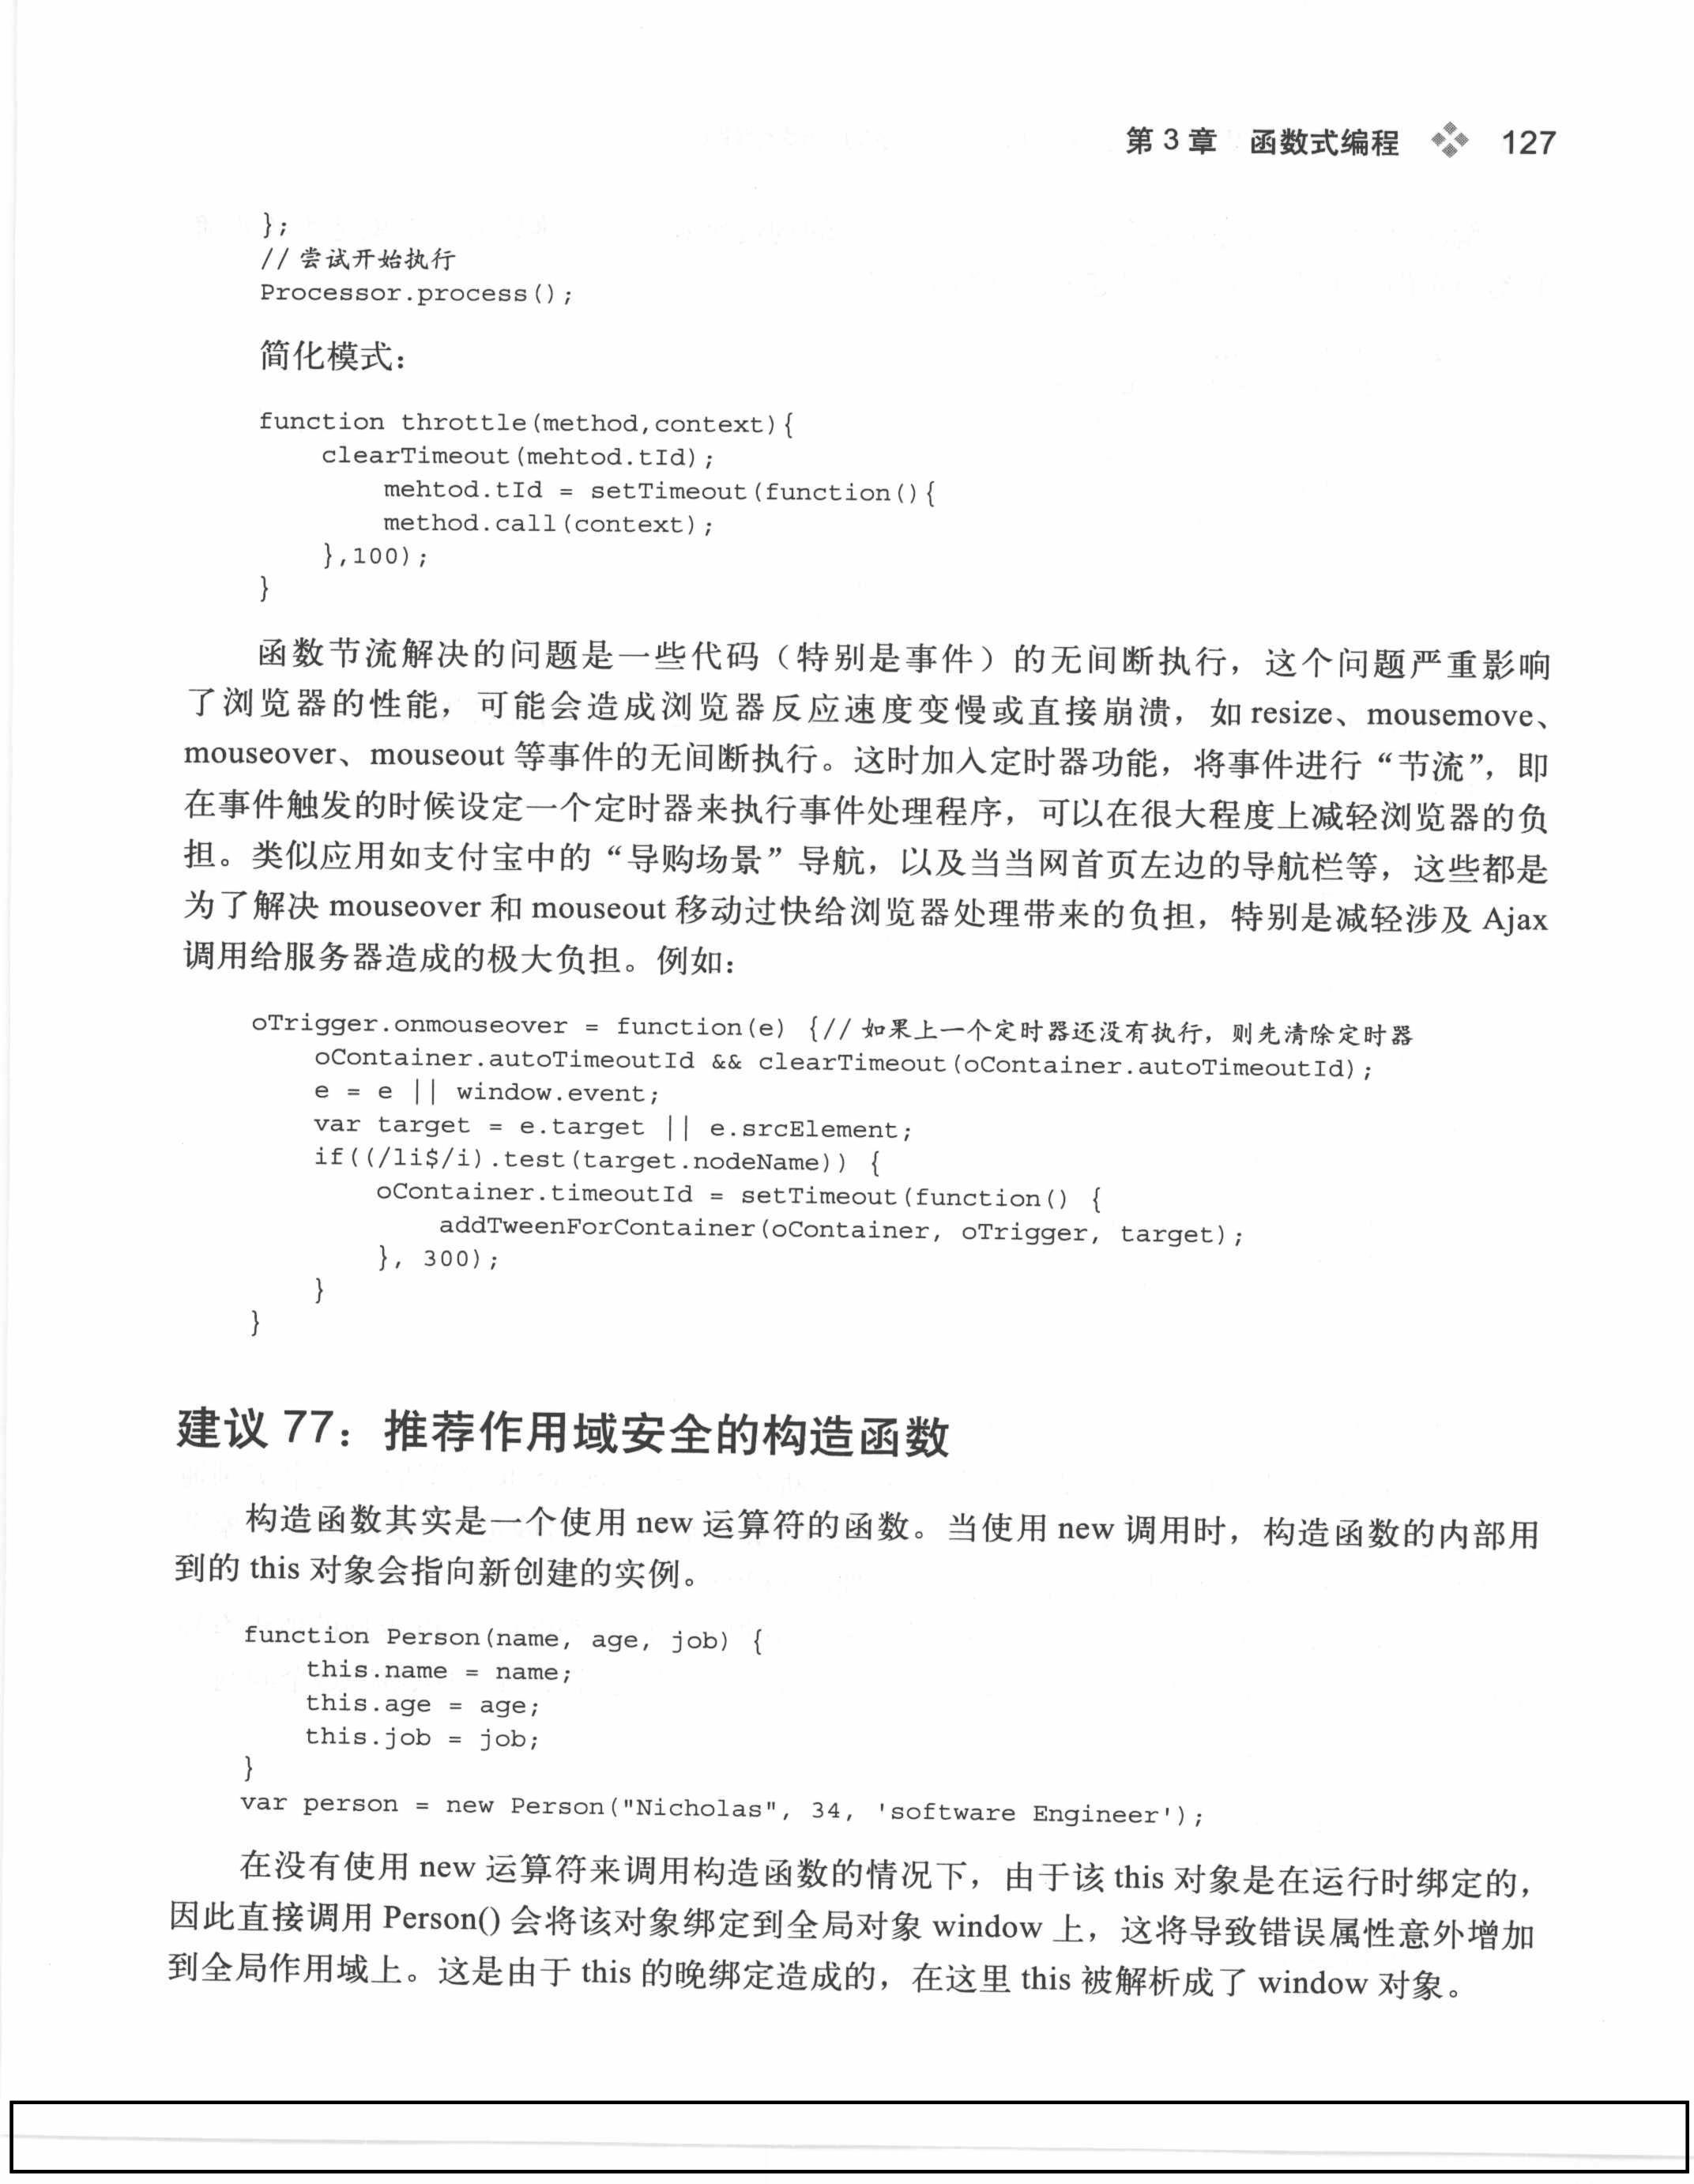 第 3 章 函数式编程 127
};
// 尝试开始执行
Processor.process();
简化模式：
function throttle(method,context){
    clearTimeout(mehtod.tId);
        mehtod.tId = setTimeout(function(){
        method.call(context);
    },100);
}
函数节流解决的问题是一些代码（特别是事件）的无间断执行，这个问题严重影响
了浏览器的性能，可能会造成浏览器反应速度变慢或直接崩溃，如 resize、mousemove、
mouseover、mouseout 等事件的无间断执行。这时加入定时器功能，将事件进行“节流”，即
在事件触发的时候设定一个定时器来执行事件处理程序，可以在很大程度上减轻浏览器的负
担。类似应用如支付宝中的“导购场景”导航，以及当当网首页左边的导航栏等，这些都是
为了解决 mouseover 和 mouseout 移动过快给浏览器处理带来的负担，特别是减轻涉及 Ajax
调用给服务器造成的极大负担。例如：
oTrigger.onmouseover = function(e) {// 如果上一个定时器还没有执行，则先清除定时器
    oContainer.autoTimeoutId && clearTimeout(oContainer.autoTimeoutId);
    e = e || window.event;
    var target = e.target || e.srcElement;
    if((/li$/i).test(target.nodeName)) {
        oContainer.timeoutId = setTimeout(function() {
            addTweenForContainer(oContainer, oTrigger, target);
        }, 300);
    }
}
建议 77：推荐作用域安全的构造函数
构造函数其实是一个使用 new 运算符的函数。当使用 new 调用时，构造函数的内部用
到的 this 对象会指向新创建的实例。
function Person(name, age, job) {
    this.name = name;
    this.age = age;
    this.job = job;
}
var person = new Person("Nicholas", 34, 'software Engineer');
在没有使用 new 运算符来调用构造函数的情况下，由于该 this 对象是在运行时绑定的，
因此直接调用 Person() 会将该对象绑定到全局对象 window 上，这将导致错误属性意外增加
到全局作用域上。这是由于 this 的晚绑定造成的，在这里 this 被解析成了 window 对象。